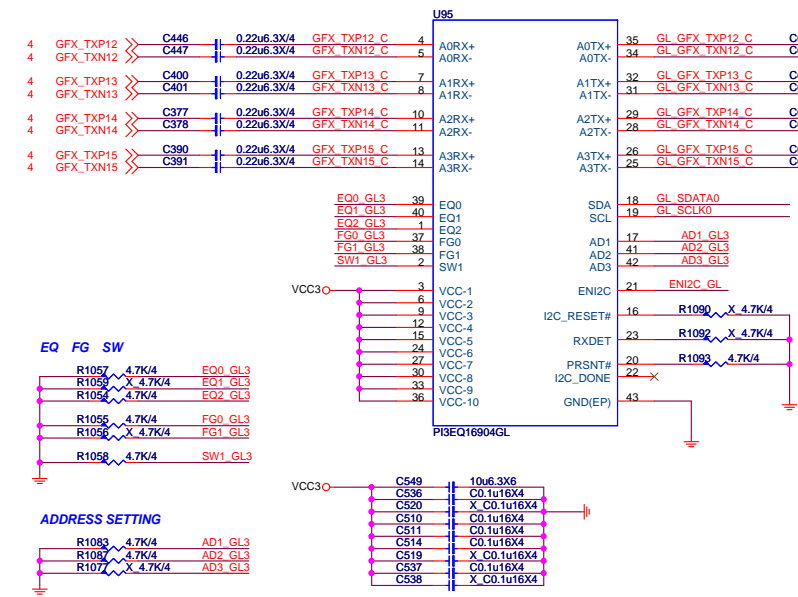 U95
4 GFX_TXP12 C446 0.22u6.3X/4 GFX_TXP12_C 4 A0RX+ A0TX+ 35 GL_GFX_TXP12_C C
4 GFX_TXN12 C447 0.22u6.3X/4 GFX_TXN12_C 5 A0RX- A0TX- 34 GL_GFX_TXN12_C C
4 GFX_TXP13 C400 0.22u6.3X/4 GFX_TXP13_C 7 A1RX+ A1TX+ 32 GL_GFX_TXP13_C C
4 GFX_TXN13 C401 0.22u6.3X/4 GFX_TXN13_C 8 A1RX- A1TX- 31 GL_GFX_TXN13_C C
4 GFX_TXP14 C377 0.22u6.3X/4 GFX_TXP14_C 10 A2RX+ A2TX+ 29 GL_GFX_TXP14_C C
4 GFX_TXN14 C378 0.22u6.3X/4 GFX_TXN14_C 11 A2RX- A2TX- 28 GL_GFX_TXN14_C C
4 GFX_TXP15 C390 0.22u6.3X/4 GFX_TXP15_C 13 A3RX+ A3TX+ 26 GL_GFX_TXP15_C C
4 GFX_TXN15 C391 0.22u6.3X/4 GFX_TXN15_C 14 A3RX- A3TX- 25 GL_GFX_TXN15_C C
EQ0_GL3 39 EQ0 SDA 18 GL_SDATA0
EQ1_GL3 40 EQ1 SCL 19 GL_SCLK0
EQ2_GL3 1 EQ2
FG0_GL3 37 FG0 AD1 17 AD1_GL3
FG1_GL3 38 FG1 AD2 41 AD2_GL3
SW1_GL3 2 SW1 AD3 42 AD3_GL3
VCC3 3 VCC-1 ENI2C 21 ENI2C_GL
6 VCC-2
9 VCC-3 I2C_RESET# 16 R1090 X_4.7K/4
12 VCC-4
15 VCC-5 RXDET 23 R1092 X_4.7K/4
24 VCC-6
27 VCC-7 PRSNT# 20 R1093 4.7K/4
30 VCC-8 I2C_DONE 22
33 VCC-9
36 VCC-10 GND(EP) 43
PI3EQ16904GL
EQ FG SW
R1057 4.7K/4 EQ0_GL3
R1059 X_4.7K/4 EQ1_GL3
R1054 4.7K/4 EQ2_GL3
R1055 4.7K/4 FG0_GL3
R1056 X_4.7K/4 FG1_GL3
R1058 4.7K/4 SW1_GL3
VCC3 C549 10u6.3X6
C536 C0.1u16X4
C520 X_C0.1u16X4
C510 C0.1u16X4
C511 C0.1u16X4
C514 C0.1u16X4
C519 X_C0.1u16X4
C537 C0.1u16X4
C538 X_C0.1u16X4
ADDRESS SETTING
R1083 4.7K/4 AD1_GL3
R1087 4.7K/4 AD2_GL3
R1077 X_4.7K/4 AD3_GL3